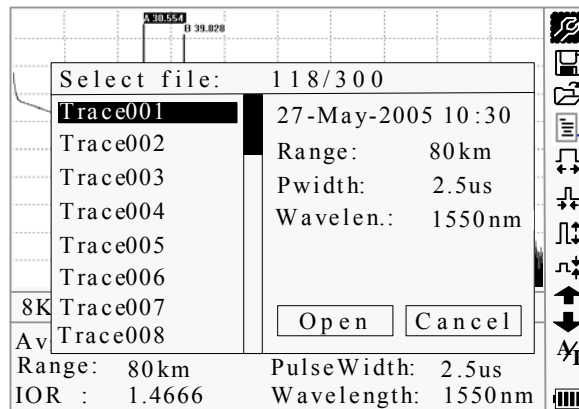 A 30.554
B 39.828
Select file: 118/300
Trace001
Trace002
Trace003
Trace004
Trace005
Trace006
Trace007
Trace008
27-May-2005 10:30
Range: 80km
Pwidth: 2.5us
Wavelen.: 1550nm
Open Cancel
8K
Av
Range: 80km PulseWidth: 2.5us
IOR : 1.4666 Wavelength: 1550nm